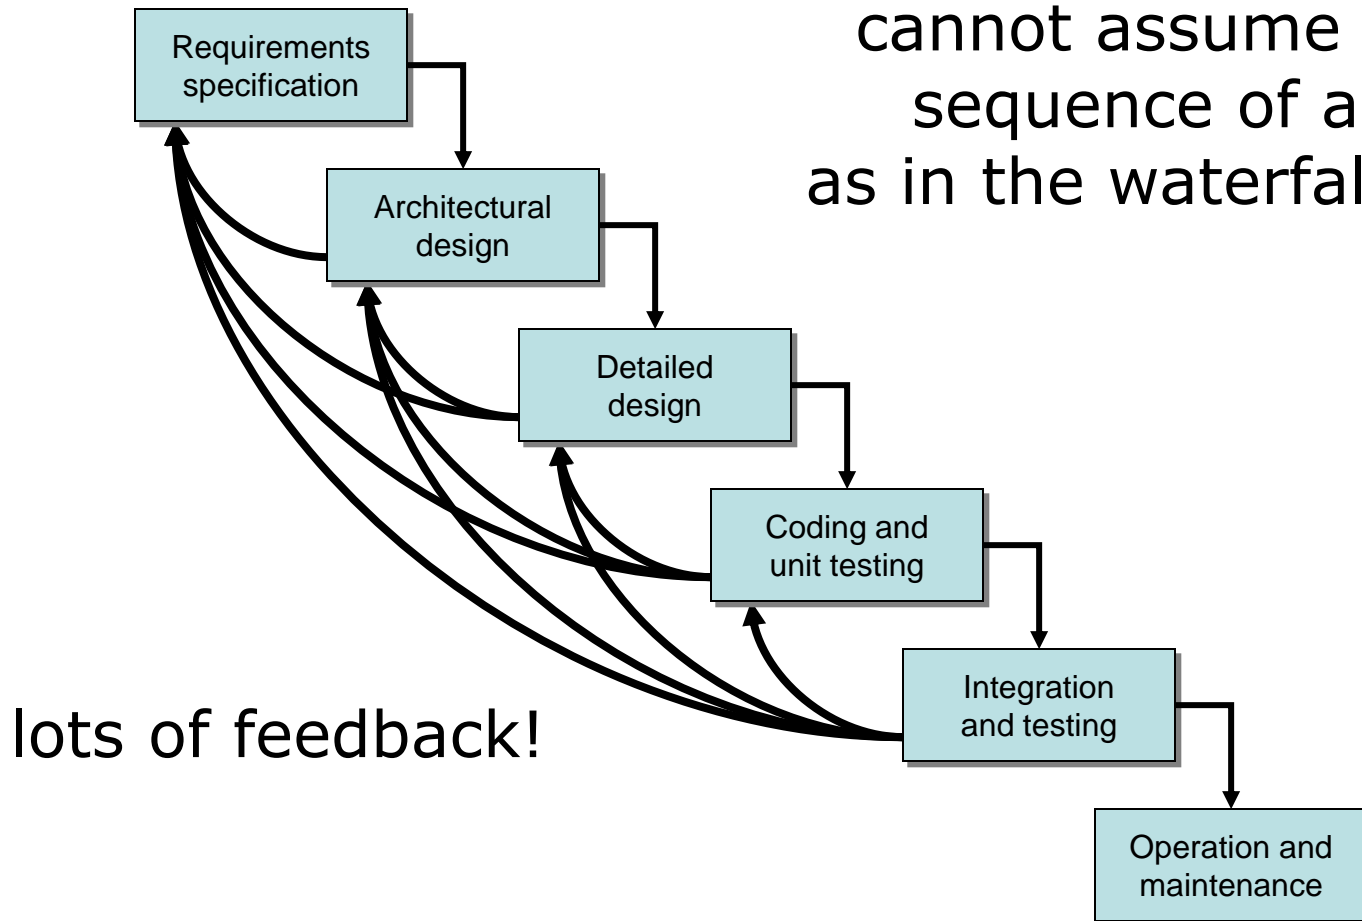 cannot assume
sequence of a
as in the waterfal
Requirements
specification
Architectural
design
Detailed
design
Coding and
unit testing
Integration
and testing
lots of feedback!
Operation and
maintenance